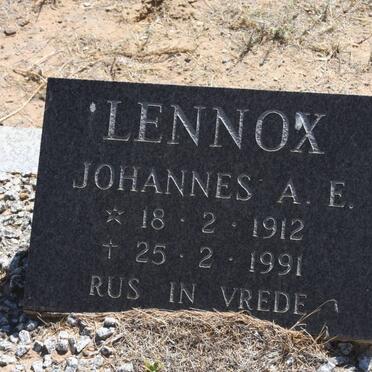 LENNOX
JOHANNES A. E.
☆ 18 · 2 · 1912
† 25 · 2 · 1991
RUS IN VREDE